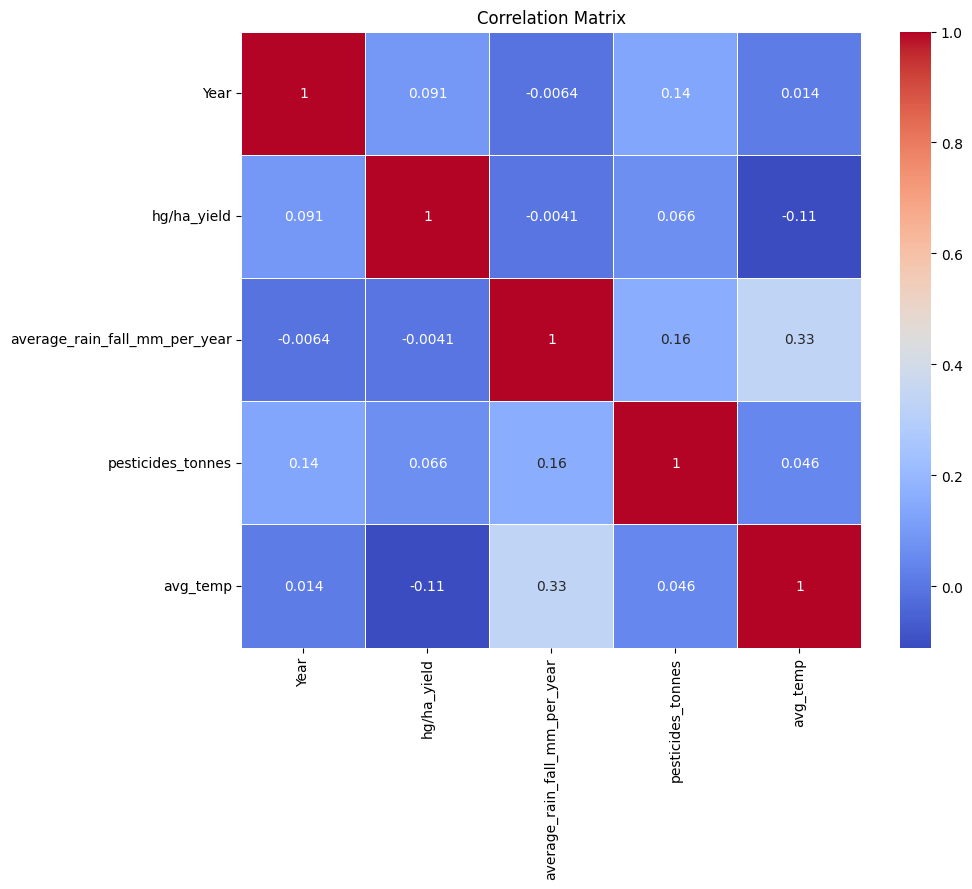 Correlation Matrix
Year 1 0.091 -0.0064 0.14 0.014
hg/ha_yield 0.091 1 -0.0041 0.066 -0.11
average_rain_fall_mm_per_year -0.0064 -0.0041 1 0.16 0.33
pesticides_tonnes 0.14 0.066 0.16 1 0.046
avg_temp 0.014 -0.11 0.33 0.046 1
Year
hg/ha_yield
average_rain_fall_mm_per_year
pesticides_tonnes
avg_temp
1.0
0.8
0.6
0.4
0.2
0.0